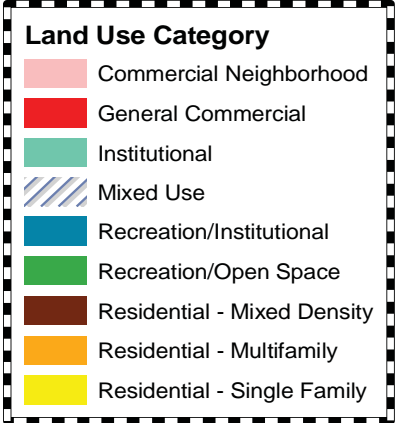 Land Use Category
Commercial Neighborhood
General Commercial
Institutional
Mixed Use
Recreation/Institutional
Recreation/Open Space
Residential - Mixed Density
Residential - Multifamily
Residential - Single Family